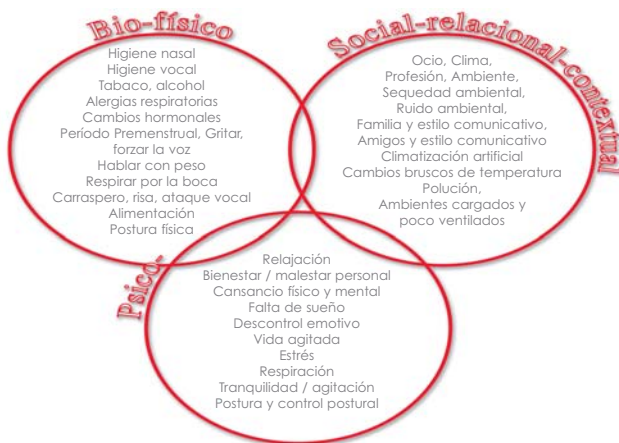 Bio-físico
Higiene nasal
Higiene vocal
Tabaco, alcohol
Alergias respiratorias
Cambios hormonales
Período Premenstrual, Gritar,
forzar la voz
Hablar con peso
Respirar por la boca
Carraspero, risa, ataque vocal
Alimentación
Postura física
Social-relacional-contextual
Ocio, Clima,
Profesión, Ambiente,
Sequedad ambiental,
Ruido ambiental,
Familia y estilo comunicativo,
Amigos y estilo comunicativo
Climatización artificial
Cambios bruscos de temperatura
Polución,
Ambientes cargados y
poco ventilados
Psico-
Relajación
Bienestar / malestar personal
Cansancio físico y mental
Falta de sueño
Descontrol emotivo
Vida agitada
Estrés
Respiración
Tranquilidad / agitación
Postura y control postural